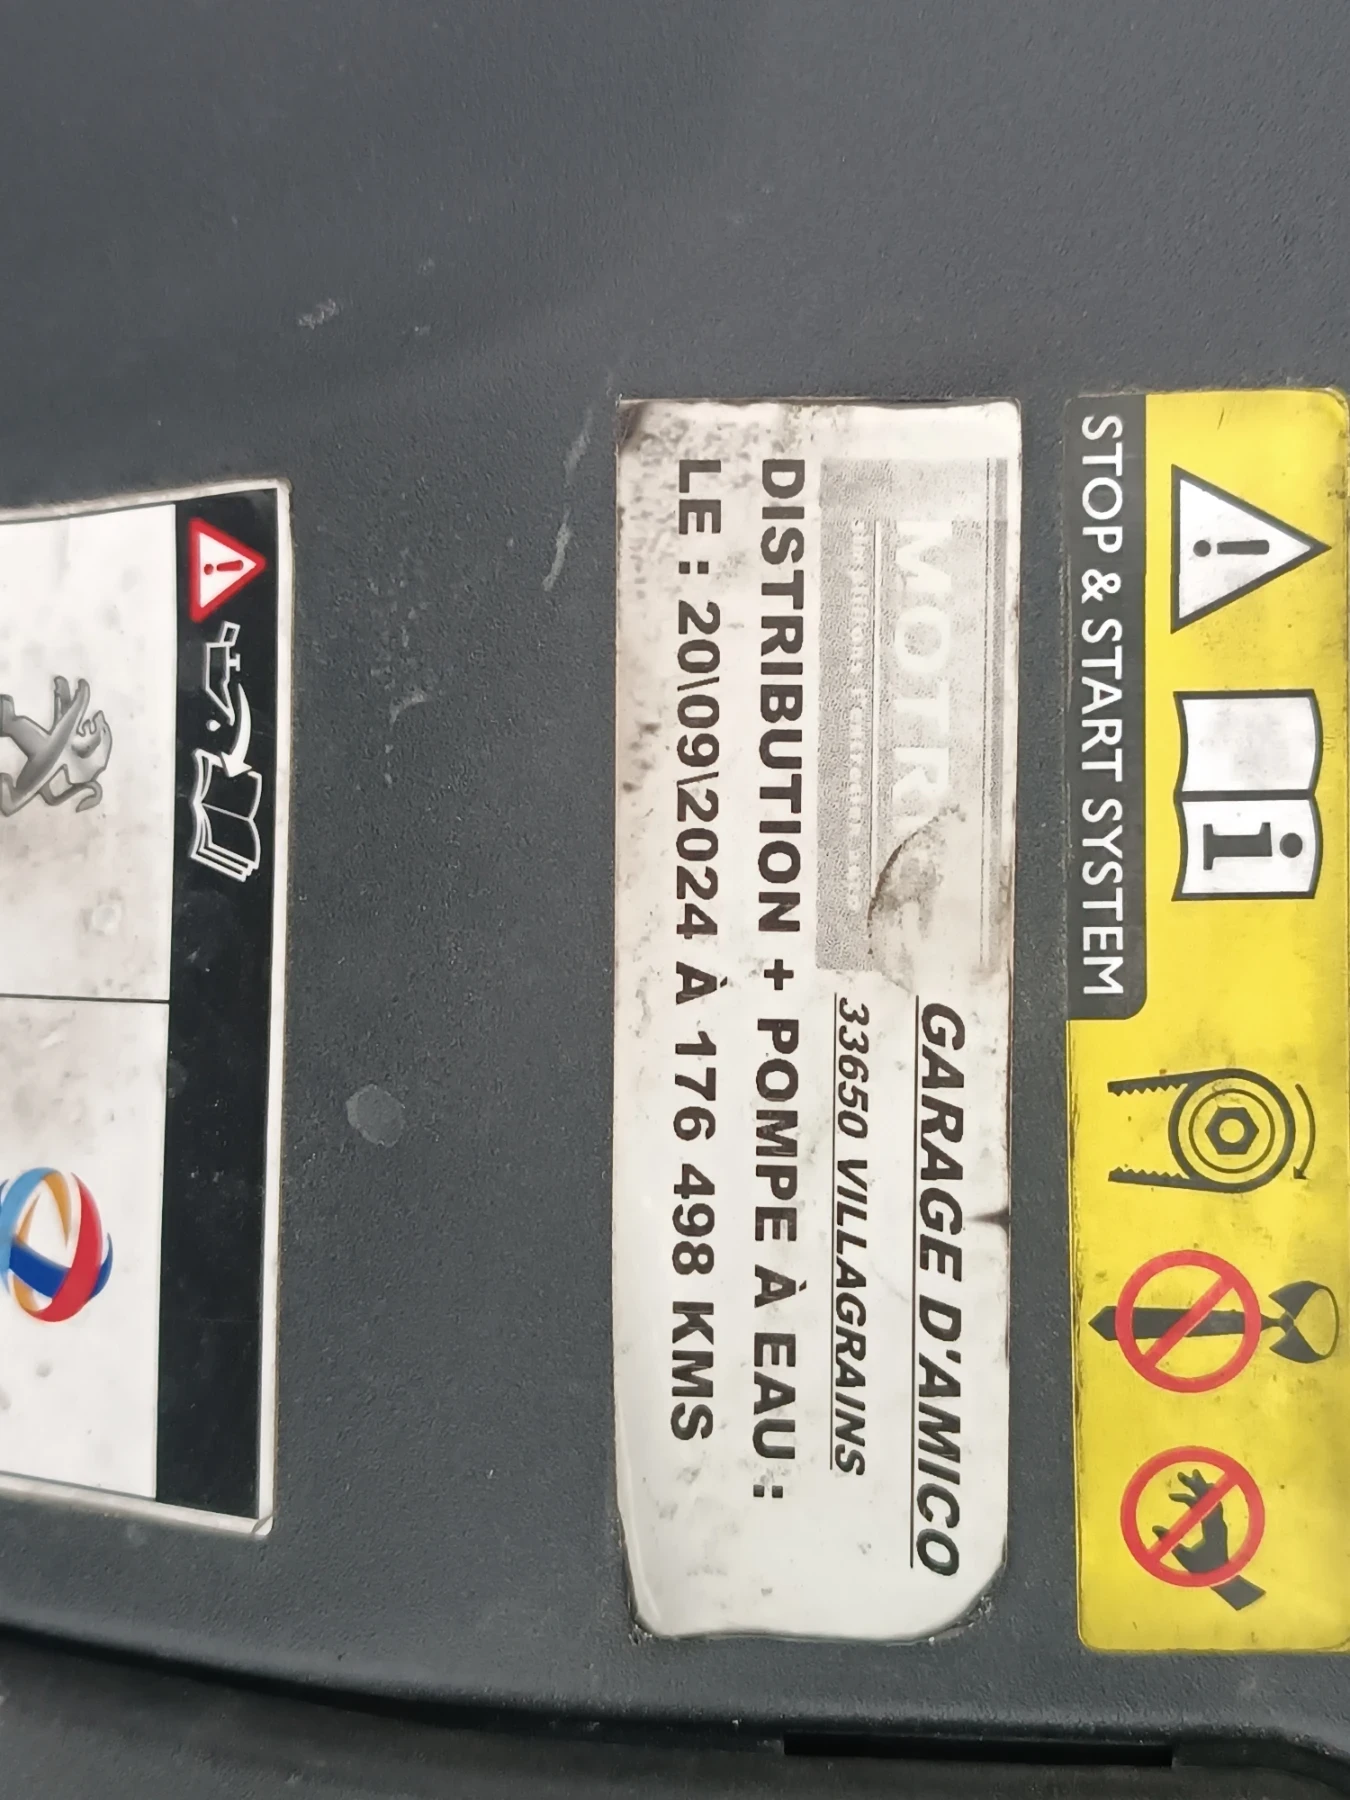 STOP & START SYSTEM
GARAGE D'AMICO
33650 VILLAGRAINS
DISTRIBUTION + POMPE À EAU :
LE : 20\09\2024 À 176 498 KMS